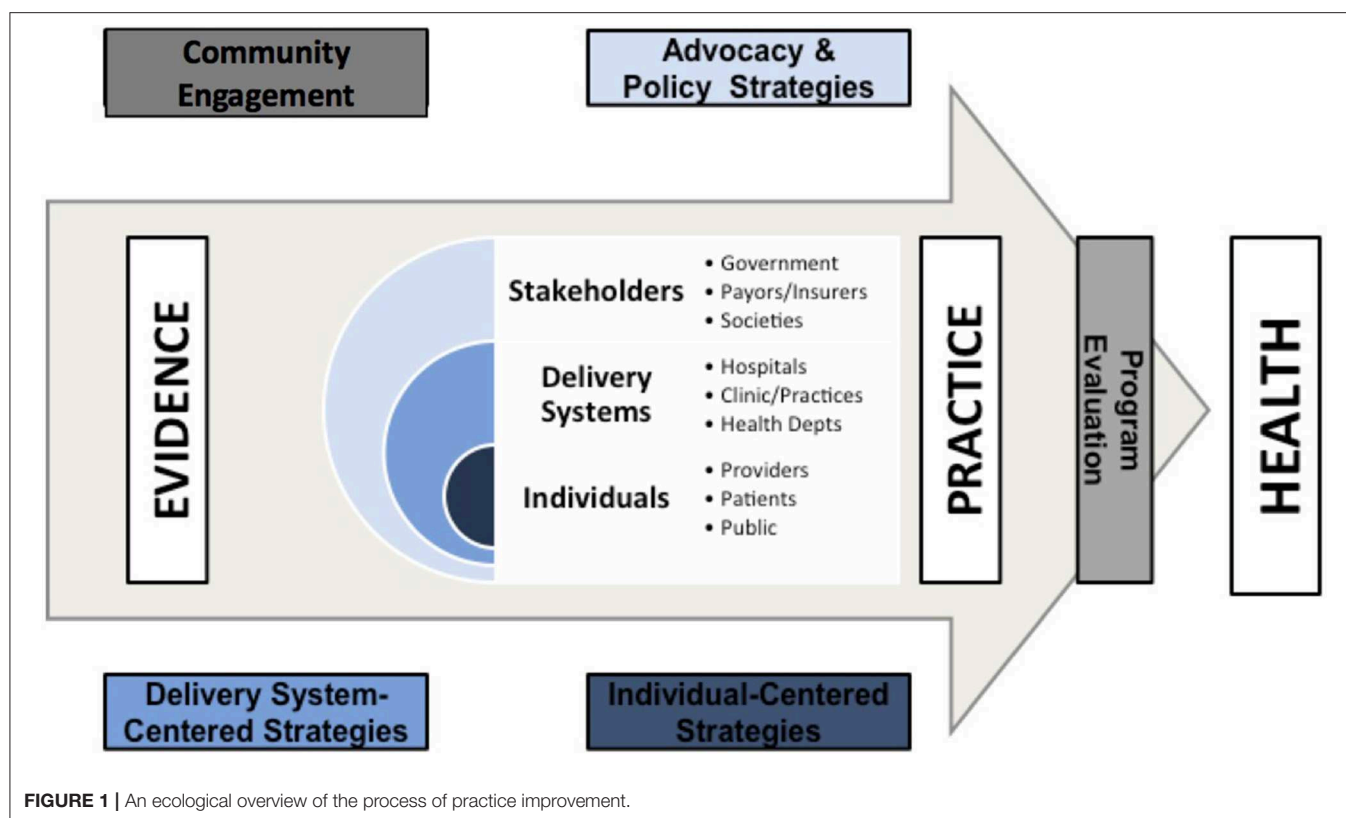 Community
Engagement
Advocacy &
Policy Strategies
EVIDENCE
Stakeholders
• Government
• Payors/Insurers
• Societies
Delivery
Systems
• Hospitals
• Clinic/Practices
• Health Depts
Individuals
• Providers
• Patients
• Public
PRACTICE
Program
Evaluation
HEALTH
Delivery System-
Centered Strategies
Individual-Centered
Strategies
FIGURE 1 | An ecological overview of the process of practice improvement.